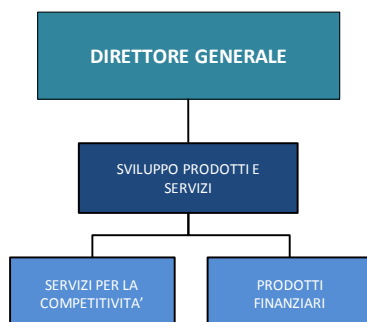 DIRETTORE GENERALE
SVILUPPO PRODOTTI E
SERVIZI
SERVIZI PER LA
COMPETITIVITA’
PRODOTTI
FINANZIARI